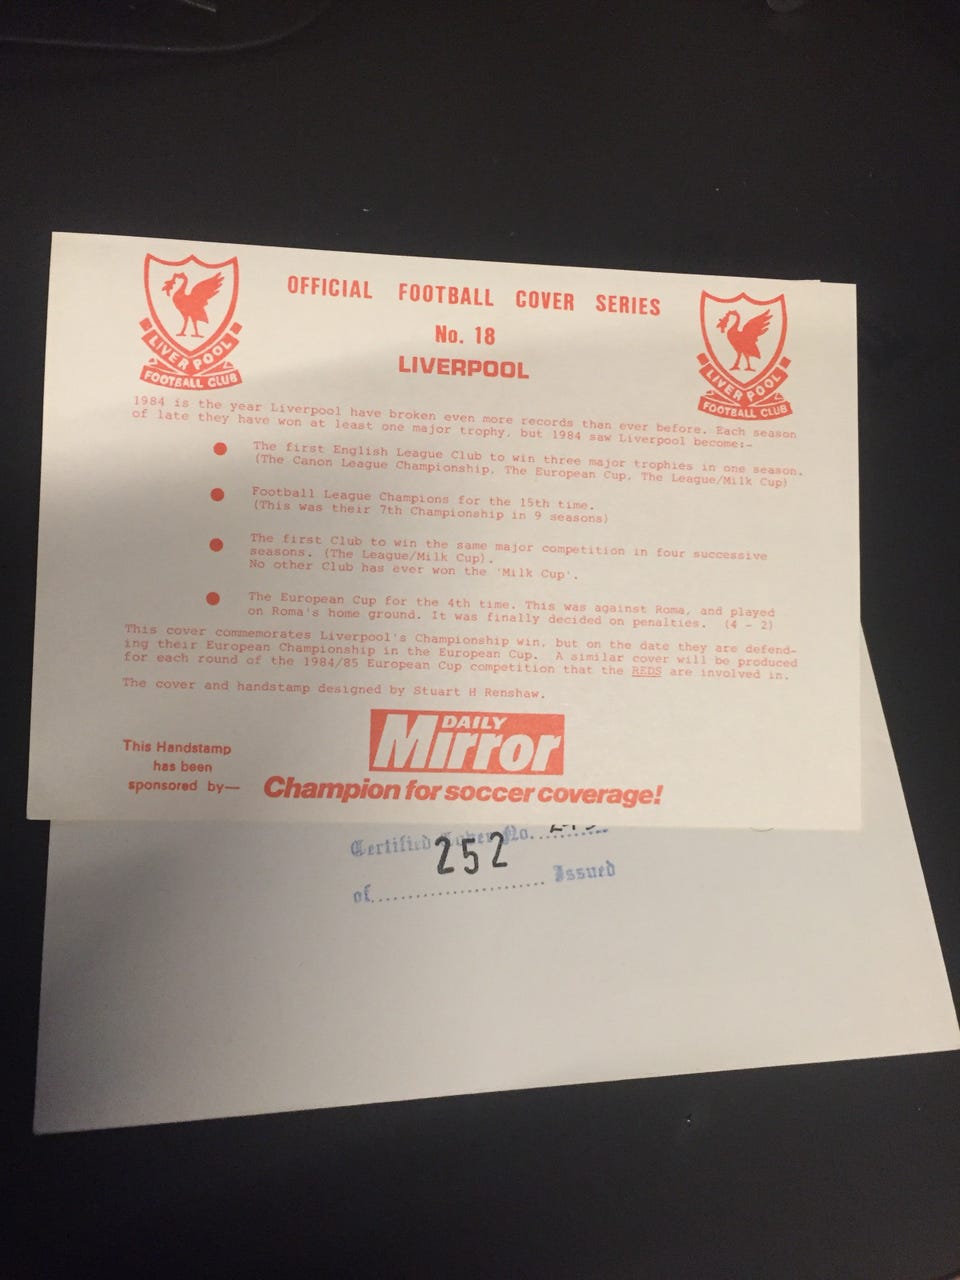 OFFICIAL FOOTBALL COVER SERIES
No. 18
LIVERPOOL
LIVERPOOL
FOOTBALL CLUB
LIVERPOOL
FOOTBALL CLUB
1984 is the year Liverpool have broken even more records than ever before. Each season
of late they have won at least one major trophy, but 1984 saw Liverpool become:-
The first English League Club to win three major trophies in one season.
(The Canon League Championship, The European Cup, The League/Milk Cup)
Football League Champions for the 15th time.
(This was their 7th Championship in 9 seasons)
The first Club to win the same major competition in four successive
seasons. (The League/Milk Cup).
No other Club has ever won the 'Milk Cup'.
The European Cup for the 4th time. This was against Roma, and played
on Roma's home ground. It was finally decided on penalties. (4 - 2)
This cover commemorates Liverpool's Championship win, but on the date they are defend-
ing their European Championship in the European Cup. A similar cover will be produced
for each round of the 1984/85 European Cup competition that the REDS are involved in.
The cover and handstamp designed by Stuart H Renshaw.
This Handstamp
has been
sponsored by—
DAILY
Mirror
Champion for soccer coverage!
Certified Cover No.
252
of.......................... Issued